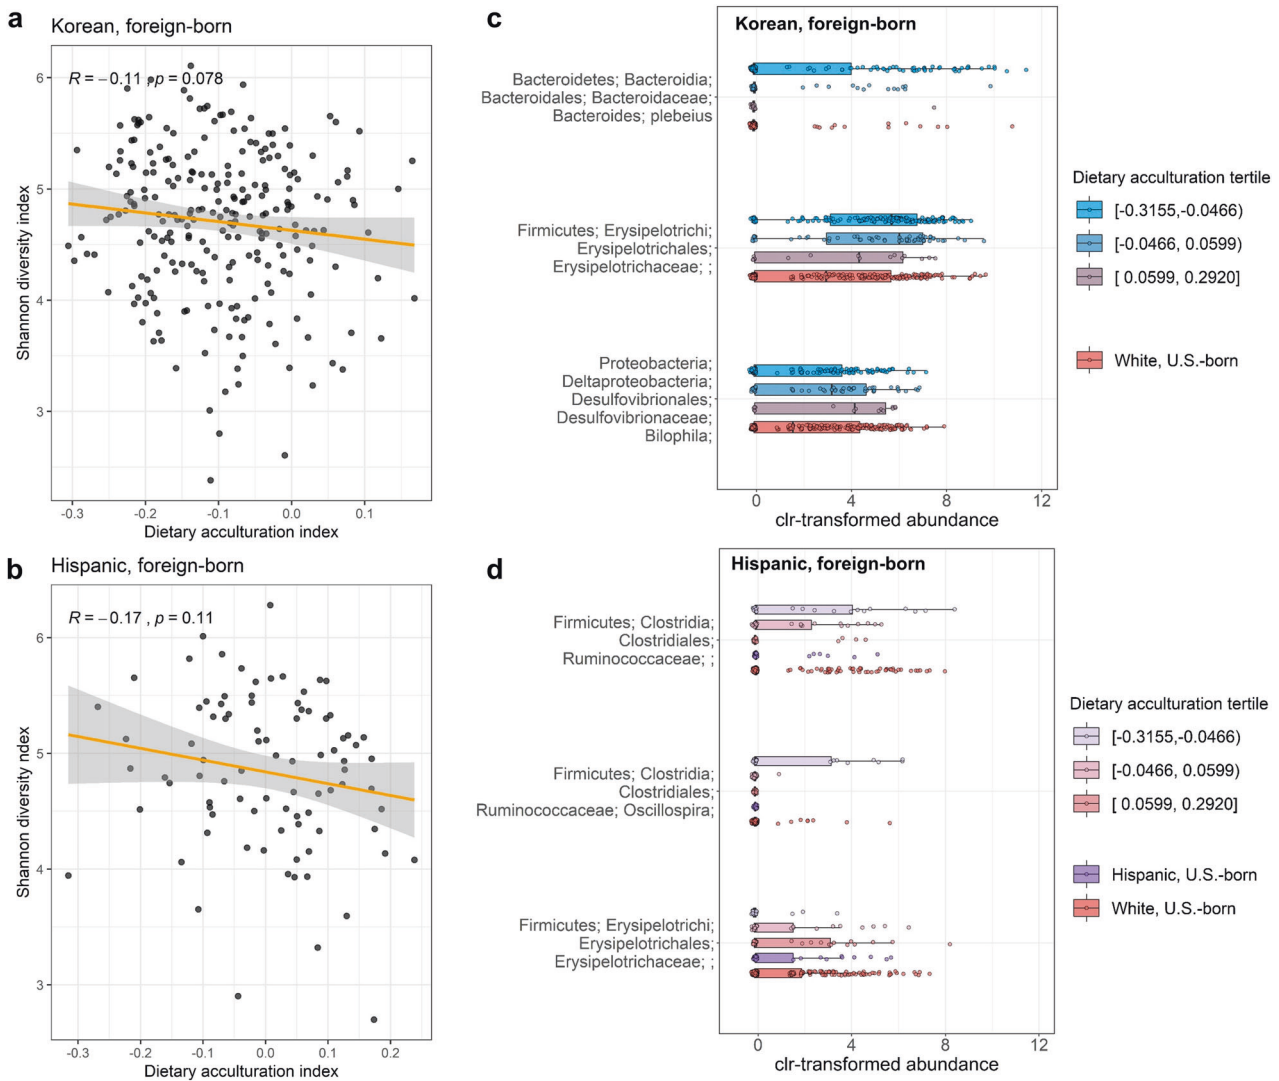 a
Korean, foreign-born
R = −0.11 , p = 0.078
6
5
4
3
Shannon diversity index
-0.3
-0.2
-0.1
0.0
0.1
Dietary acculturation index
b
Hispanic, foreign-born
R = −0.17 , p = 0.11
6
5
4
3
Shannon diversity ndex
-0.3
-0.2
-0.1
0.0
0.1
0.2
Dietary acculturation index
c
Korean, foreign-born
Bacteroidetes; Bacteroidia;
Bacteroidales; Bacteroidaceae;
Bacteroides; plebeius
Firmicutes; Erysipelotrichi;
Erysipelotrichales;
Erysipelotrichaceae; ;
Proteobacteria;
Deltaproteobacteria;
Desulfovibrionales;
Desulfovibrionaceae;
Bilophila;
0
4
8
12
clr-transformed abundance
Dietary acculturation tertile
[-0.3155,-0.0466)
[-0.0466, 0.0599)
[ 0.0599, 0.2920]
White, U.S.-born
d
Hispanic, foreign-born
Firmicutes; Clostridia;
Clostridiales;
Ruminococcaceae; ;
Firmicutes; Clostridia;
Clostridiales;
Ruminococcaceae; Oscillospira;
Firmicutes; Erysipelotrichi;
Erysipelotrichales;
Erysipelotrichaceae; ;
0
4
8
12
clr-transformed abundance
Dietary acculturation tertile
[-0.3155,-0.0466)
[-0.0466, 0.0599)
[ 0.0599, 0.2920]
Hispanic, U.S.-born
White, U.S.-born